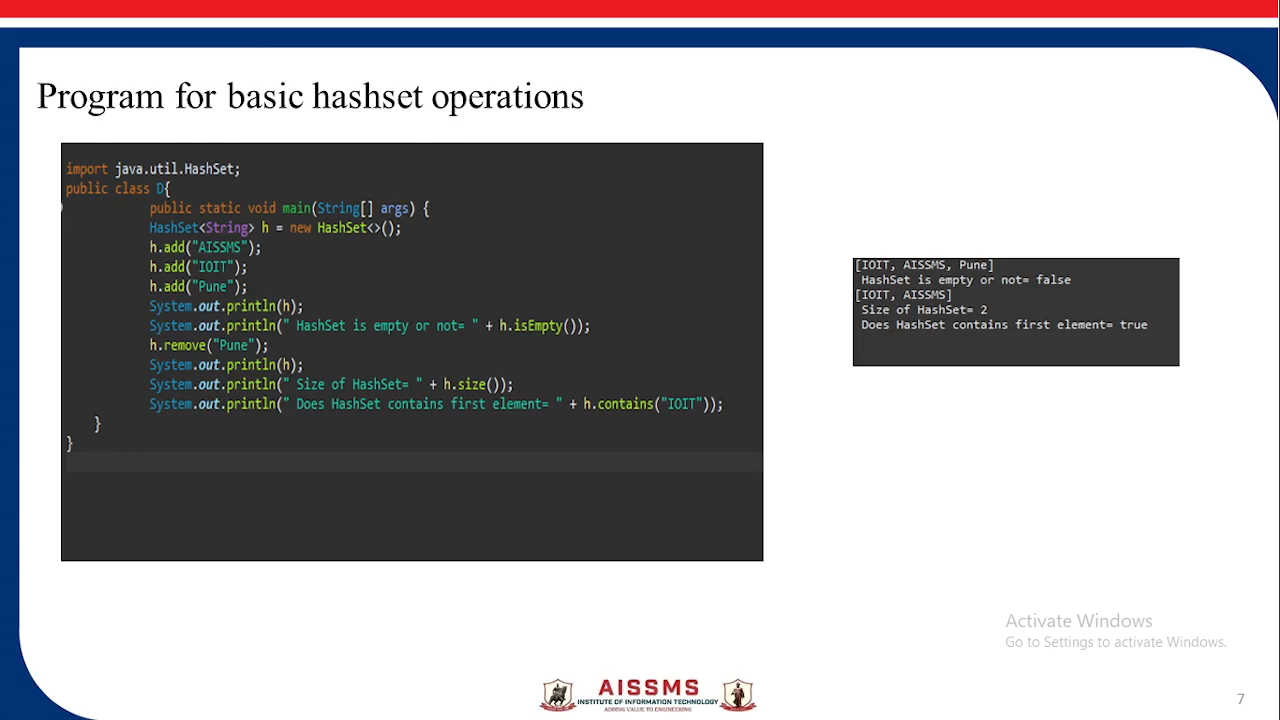 Program for basic hashset operations
import java.util.HashSet;
public class D{
public static void main(String[] args) {
HashSet<String> h = new HashSet<>();
h.add("AISSMS");
h.add("IOIT");
h.add("Pune");
System.out.println(h);
System.out.println(" HashSet is empty or not= " + h.isEmpty());
h.remove("Pune");
System.out.println(h);
System.out.println(" Size of HashSet= " + h.size());
System.out.println(" Does HashSet contains first element= " + h.contains("IOIT"));
}
}
[IOIT, AISSMS, Pune]
HashSet is empty or not= false
[IOIT, AISSMS]
Size of HashSet= 2
Does HashSet contains first element= true
Activate Windows
Go to Settings to activate Windows.
AISSMS
INSTITUTE OF INFORMATION TECHNOLOGY
ADDING VALUE TO ENGINEERING
7